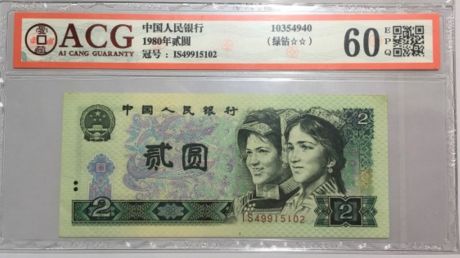 ACG
AI CANG GUARANTY
中国人民银行
1980年贰圆
冠号：IS49915102
10354940
（绿钻☆☆）
60
EPQ
中国人民银行
贰圆
2
2
2
IS49915102